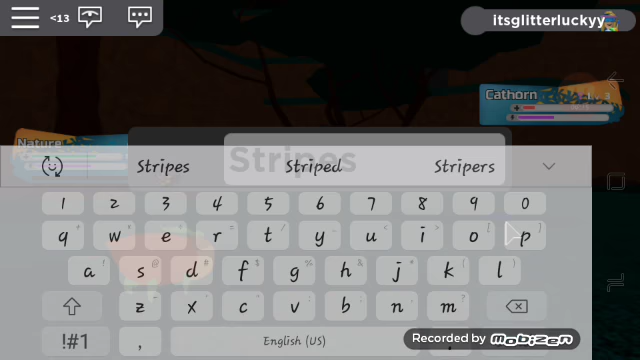 <13
itsglitterluckyy
Cathorn
Nature
Stripes
Stripes Striped Stripers
1 2 3 4 5 6 7 8 9 0
q w e r t y u i o p
a s d f g h j k l
z x c v b n m
!#1 , English (US)
Recorded by Mobizen